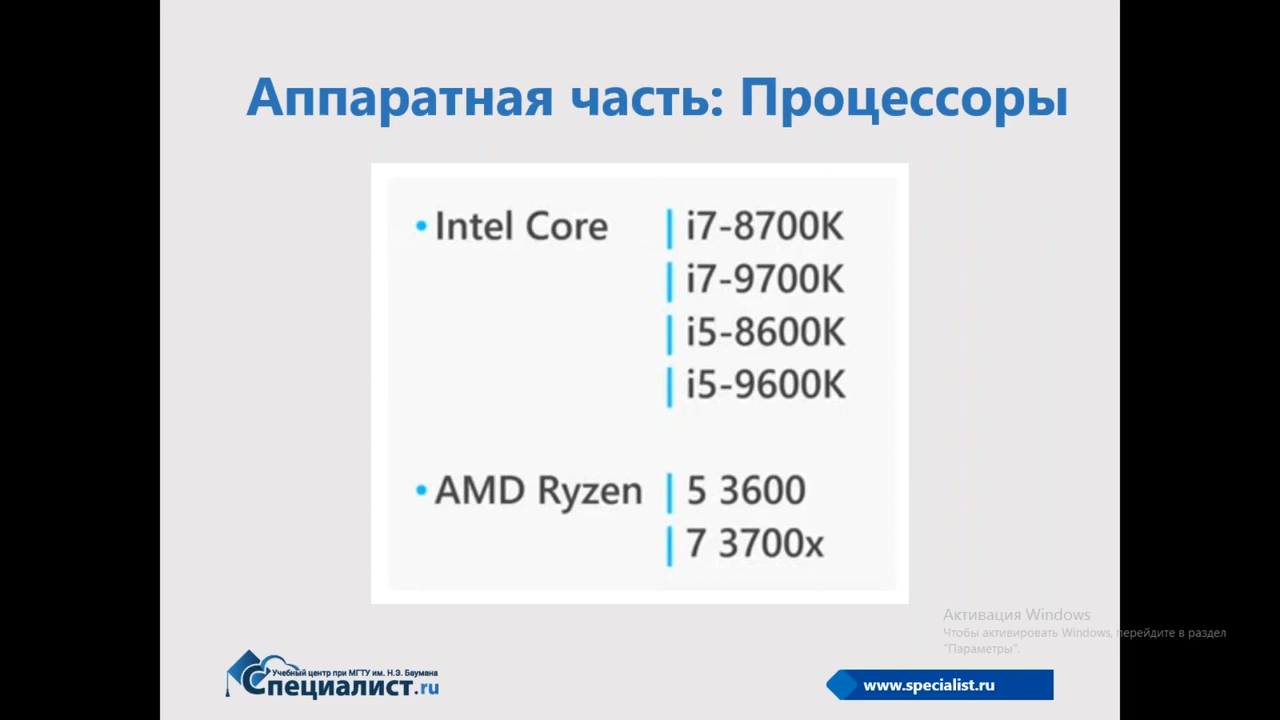 Аппаратная часть: Процессоры
• Intel Core | i7-8700K
| i7-9700K
| i5-8600K
| i5-9600K
• AMD Ryzen | 5 3600
| 7 3700x
Активация Windows
Чтобы активировать Windows, перейдите в раздел
"Параметры".
Учебный центр при МГТУ им. Н.Э. Баумана
Специалист.ru
www.specialist.ru